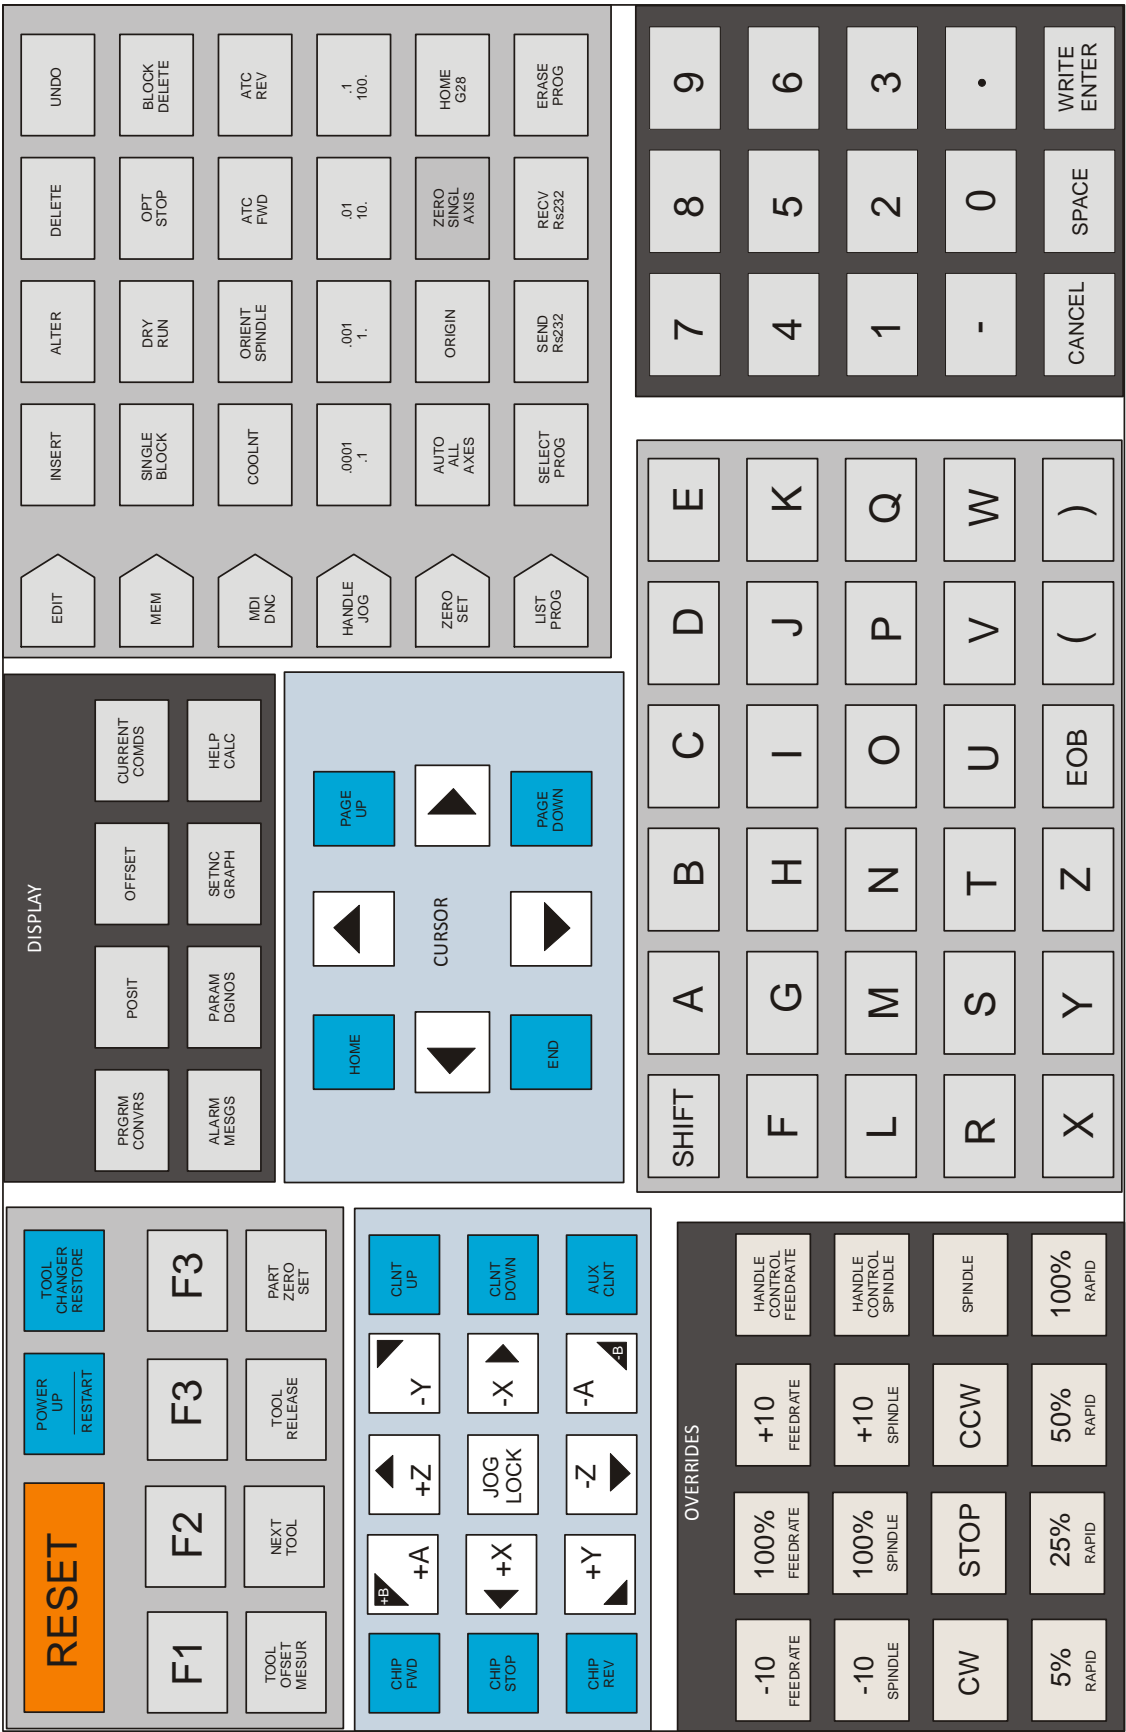 RESET
POWER
UP
RESTART
TOOL
CHANGER
RESTORE
F1
F2
F3
F3
TOOL
OFSET
MESUR
NEXT
TOOL
TOOL
RELEASE
PART
ZERO
SET
CHIP
FWD
+B
+A
+Z
-Y
CLNT
UP
CHIP
STOP
+X
JOG
LOCK
-X
CLNT
DOWN
CHIP
REV
+Y
-Z
-A
-B
AUX
CLNT
OVERRIDES
-10
FEEDRATE
100%
FEEDRATE
+10
FEEDRATE
HANDLE
CONTROL
FEEDRATE
-10
SPINDLE
100%
SPINDLE
+10
SPINDLE
HANDLE
CONTROL
SPINDLE
CW
STOP
CCW
SPINDLE
5%
RAPID
25%
RAPID
50%
RAPID
100%
RAPID
DISPLAY
PRGRM
CONVRS
POSIT
OFFSET
CURRENT
COMDS
ALARM
MESGS
PARAM
DGNOS
SETNC
GRAPH
HELP
CALC
HOME
PAGE
UP
CURSOR
END
PAGE
DOWN
SHIFT
A
B
C
D
E
F
G
H
I
J
K
L
M
N
O
P
Q
R
S
T
U
V
W
X
Y
Z
EOB
(
)
EDIT
INSERT
ALTER
DELETE
UNDO
MEM
SINGLE
BLOCK
DRY
RUN
OPT
STOP
BLOCK
DELETE
MDI
DNC
COOLNT
ORIENT
SPINDLE
ATC
FWD
ATC
REV
HANDLE
JOG
.0001
.1
.001
1.
.01
10.
.1
100.
ZERO
SET
AUTO
ALL
AXES
ORIGIN
ZERO
SINGL
AXIS
HOME
G28
LIST
PROG
SELECT
PROG
SEND
Rs232
RECV
Rs232
ERASE
PROG
7
8
9
4
5
6
1
2
3
-
0
.
CANCEL
SPACE
WRITE
ENTER